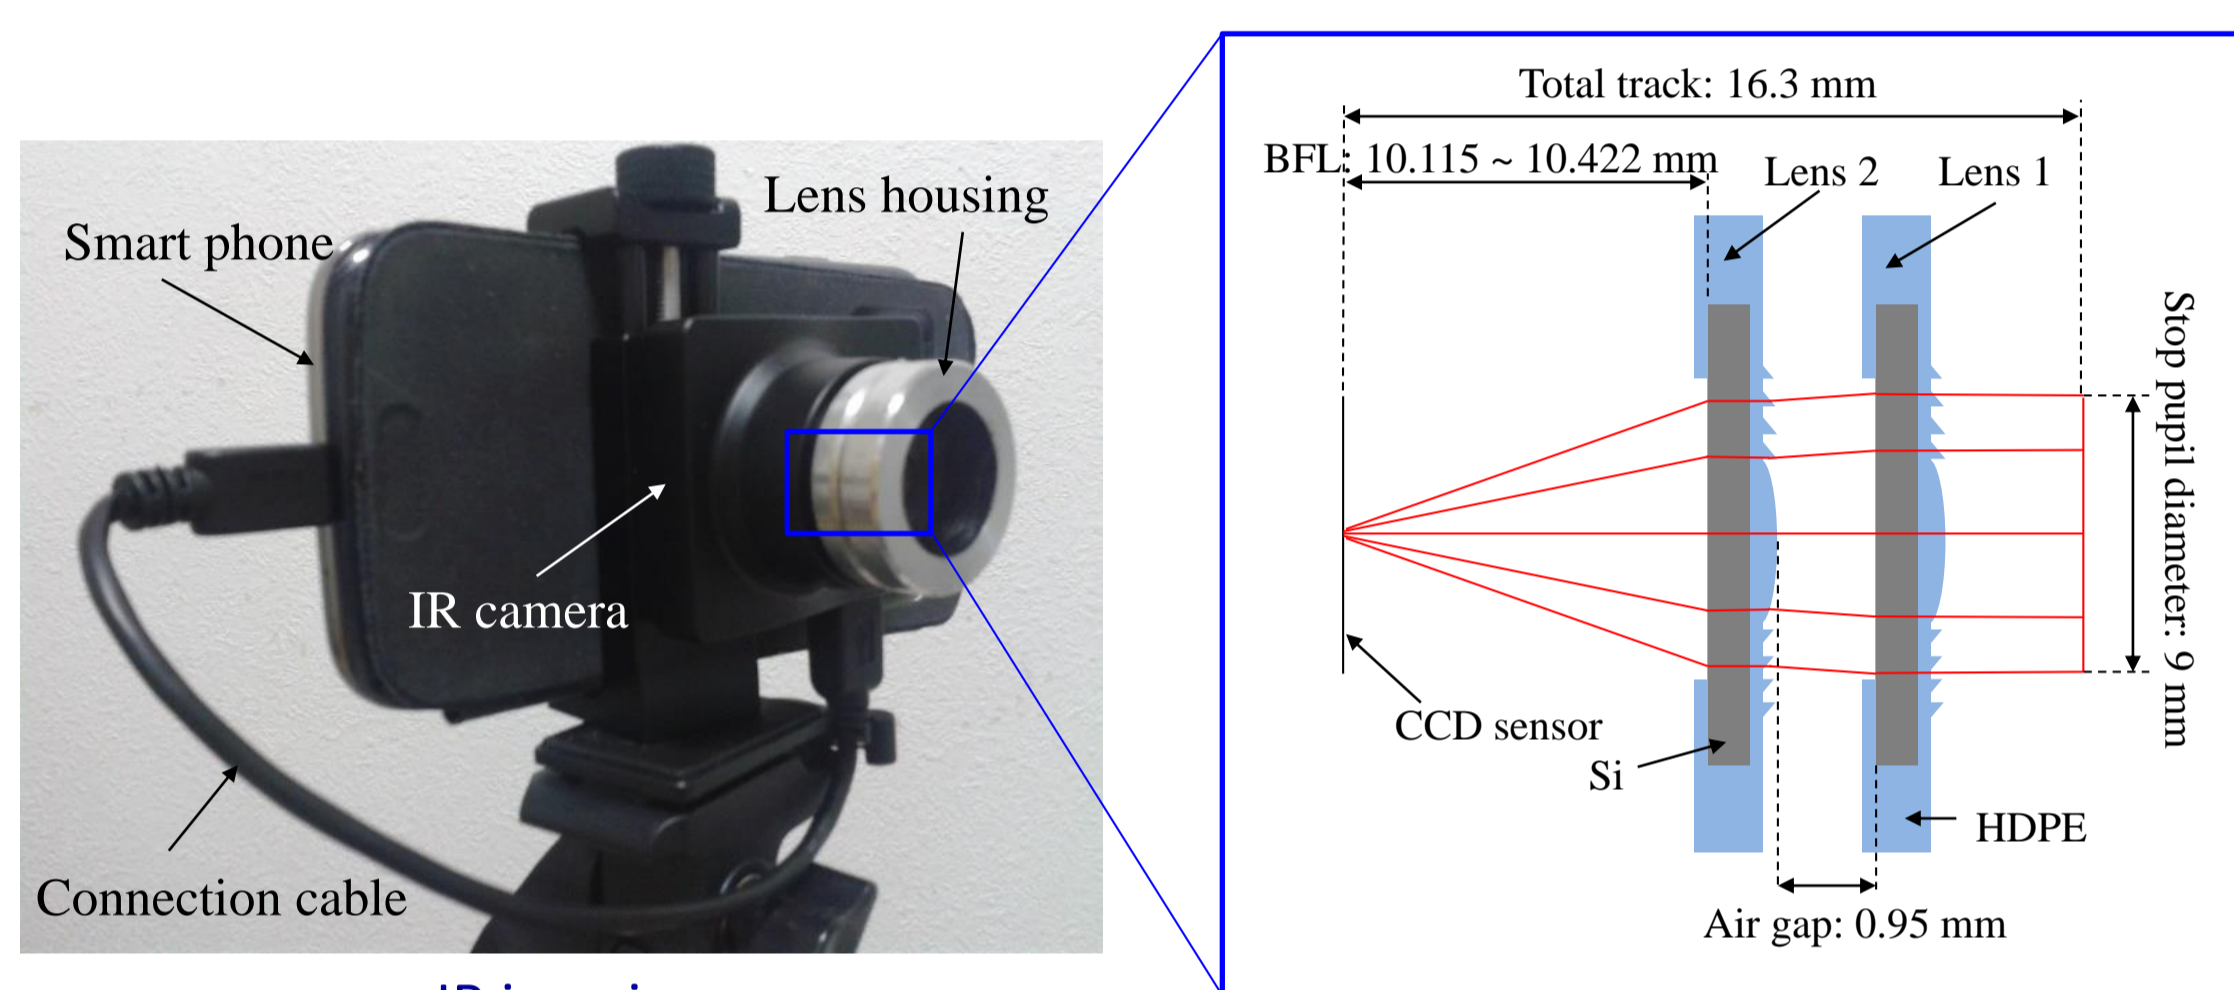 Smart phone
Lens housing
IR camera
Connection cable
Total track: 16.3 mm
BFL: 10.115 ~ 10.422 mm
Lens 2
Lens 1
Stop pupil diameter: 9 mm
CCD sensor
Si
HDPE
Air gap: 0.95 mm